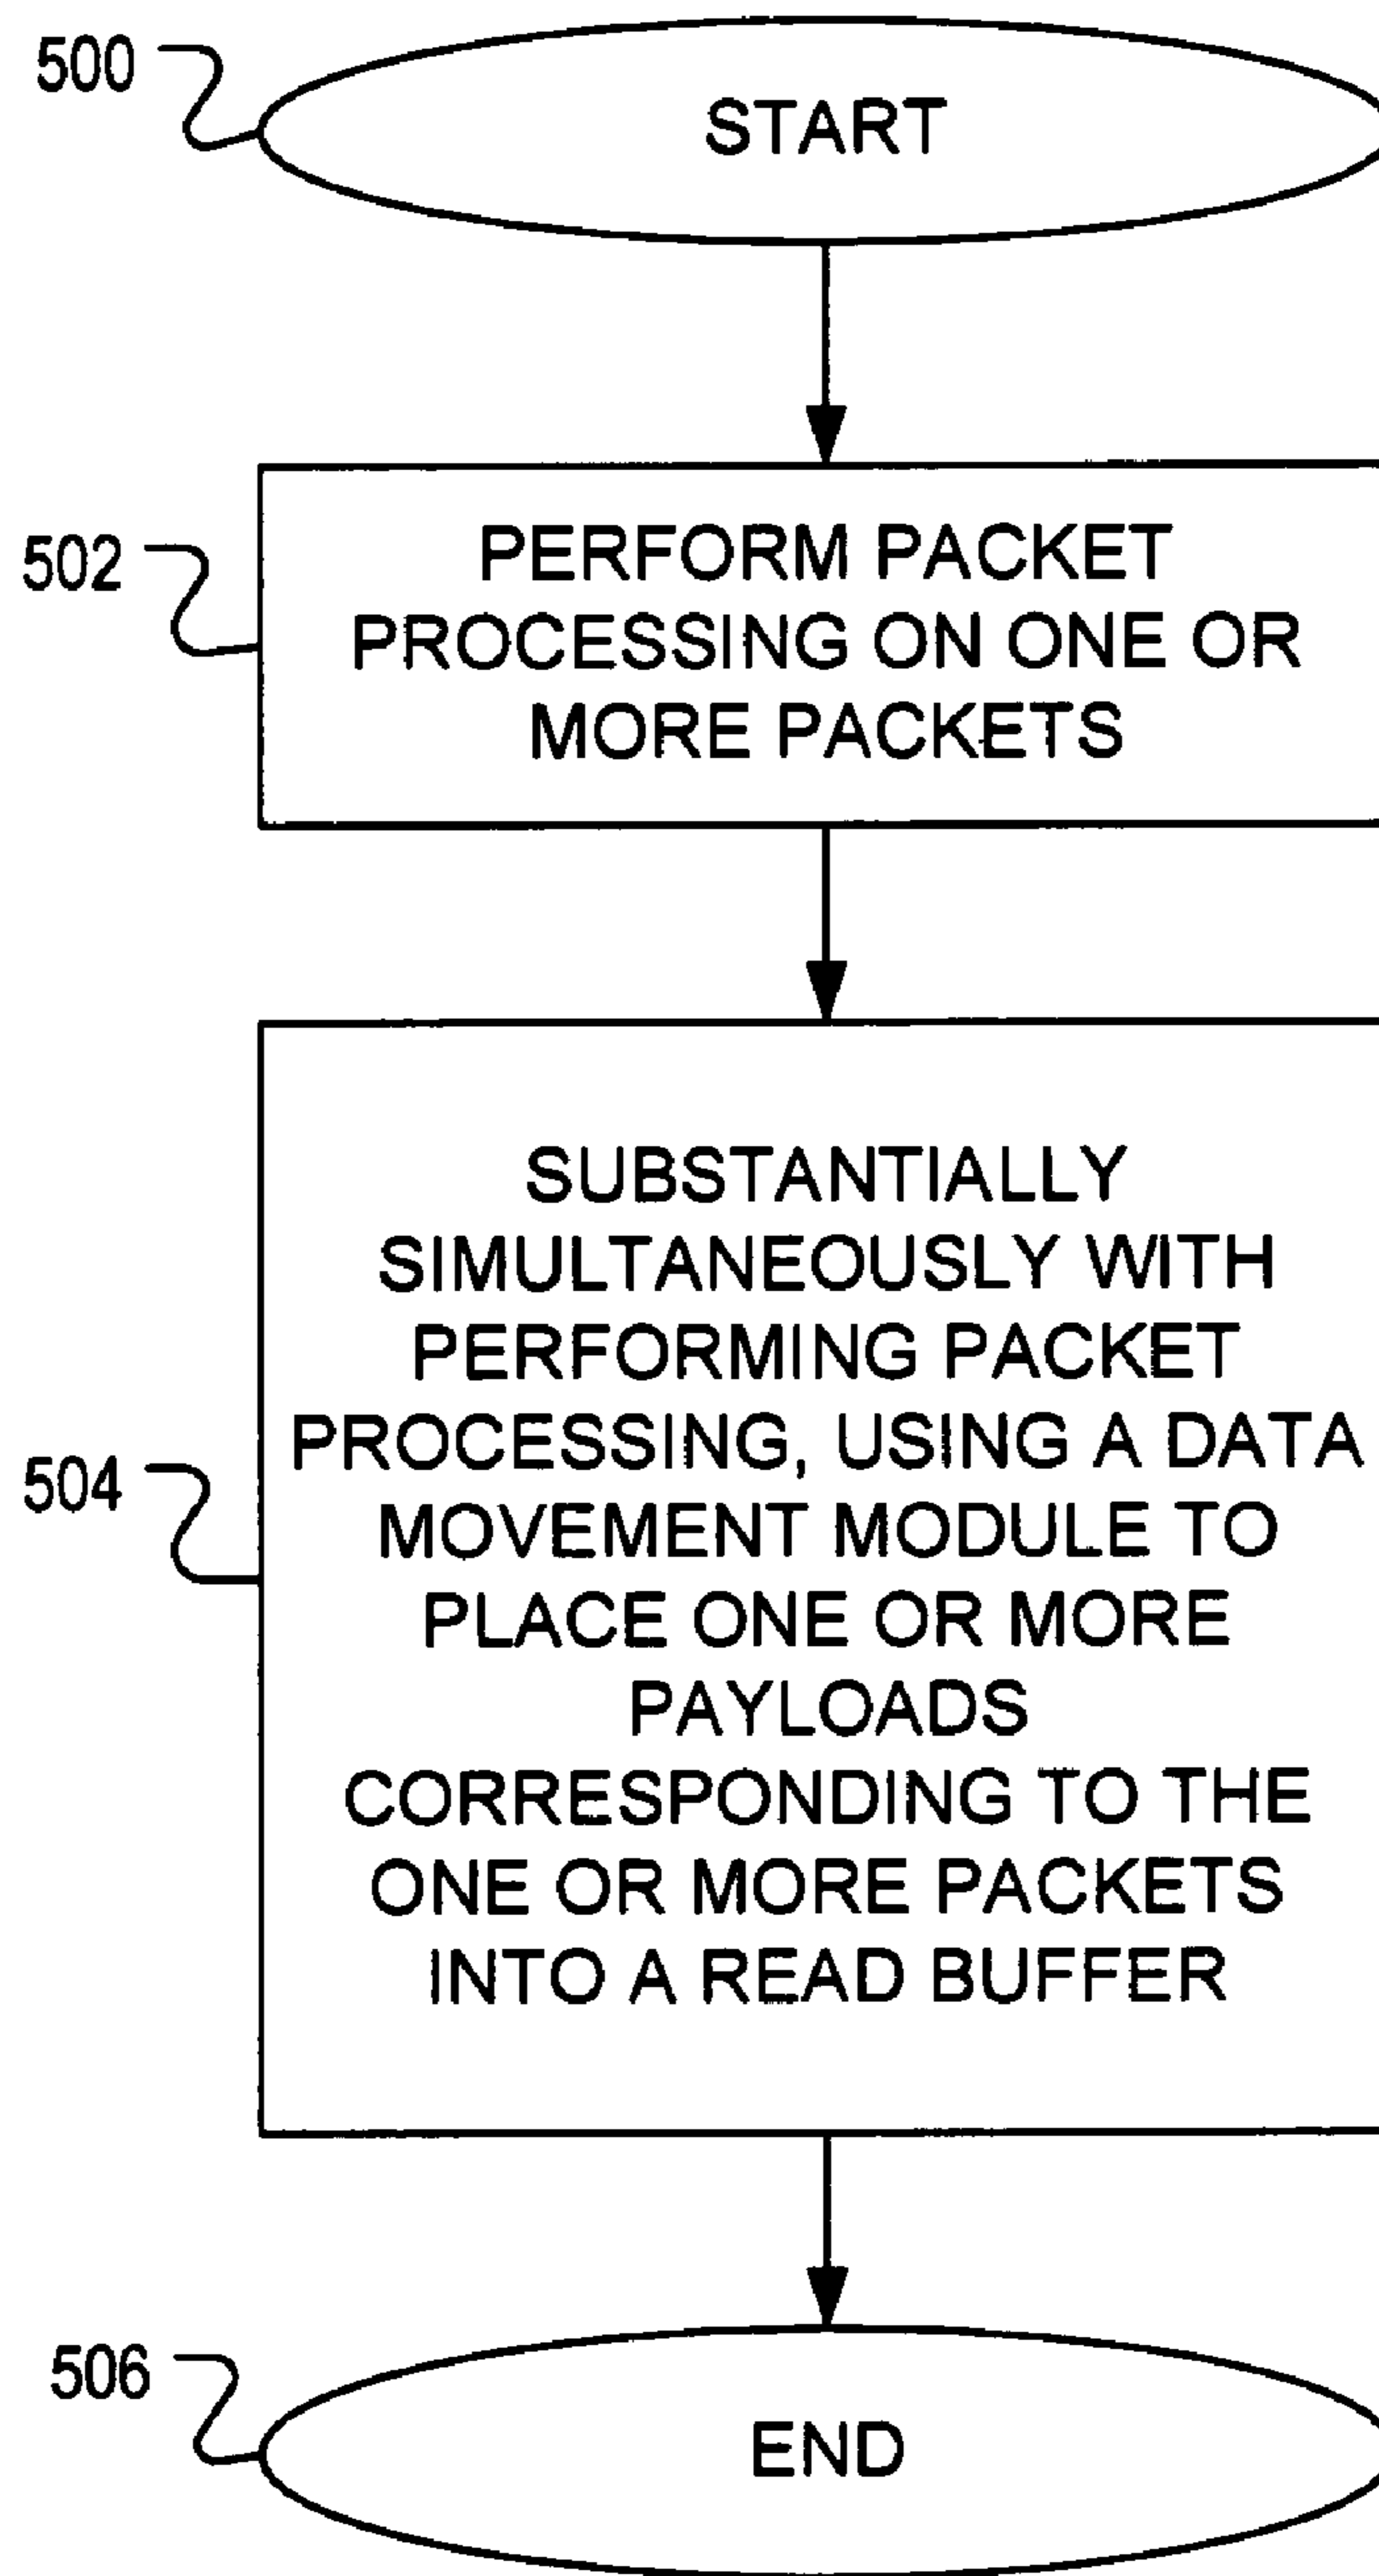 500
START
502
PERFORM PACKET
PROCESSING ON ONE OR
MORE PACKETS
504
SUBSTANTIALLY
SIMULTANEOUSLY WITH
PERFORMING PACKET
PROCESSING, USING A DATA
MOVEMENT MODULE TO
PLACE ONE OR MORE
PAYLOADS
CORRESPONDING TO THE
ONE OR MORE PACKETS
INTO A READ BUFFER
506
END